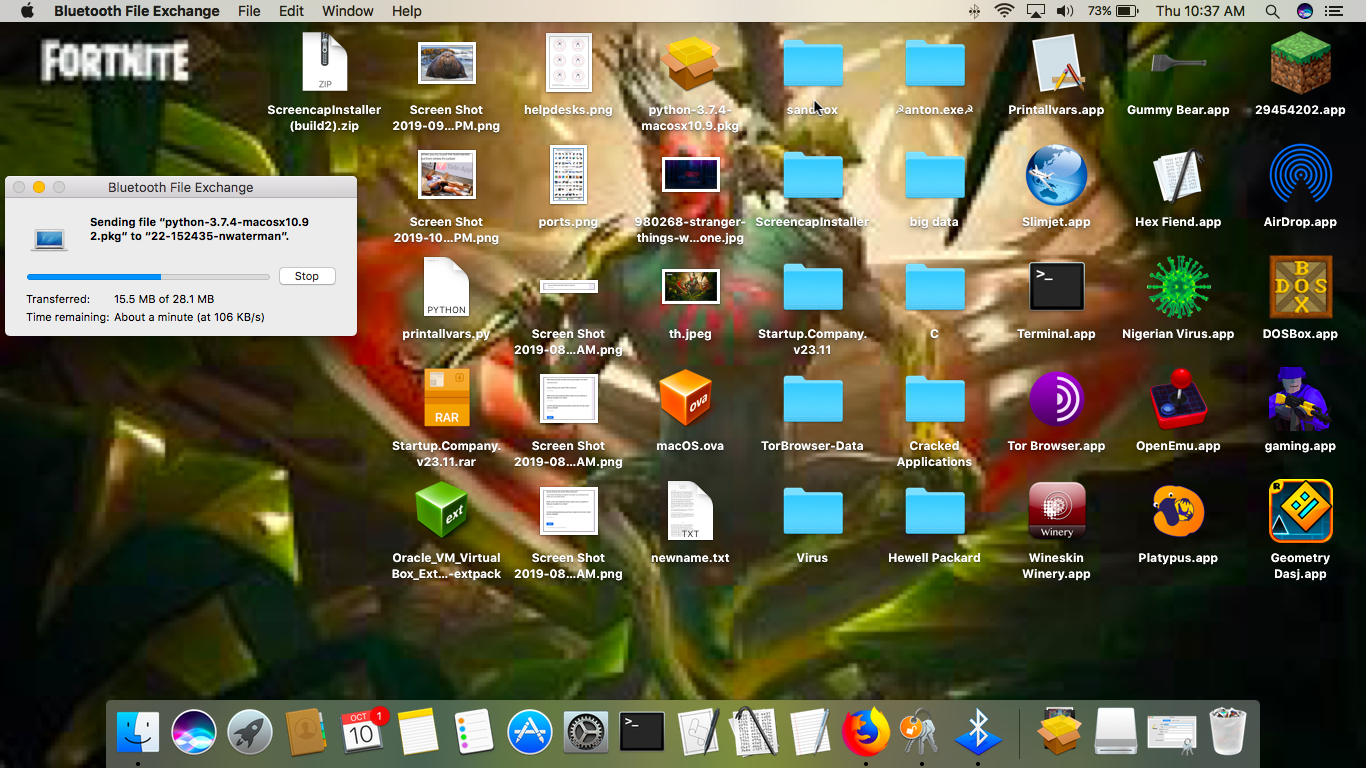 Bluetooth File Exchange File Edit Window Help 73% Thu 10:37 AM
FORTNITE
ZIP
ScreencapInstaller
(build2).zip
Screen Shot
2019-09...PM.png
helpdesks.png
python-3.7.4-
macosx10.9.pkg
sandbox
☭anton.exe☭
Printallvars.app
Gummy Bear.app
29454202.app
Bluetooth File Exchange
Sending file “python-3.7.4-macosx10.9
2.pkg” to “22-152435-nwaterman”.
Stop
Transferred: 15.5 MB of 28.1 MB
Time remaining: About a minute (at 106 KB/s)
Screen Shot
2019-10...PM.png
ports.png
980268-stranger-
things-w...one.jpg
ScreencapInstaller
big data
Slimjet.app
Hex Fiend.app
AirDrop.app
PYTHON
printallvars.py
Screen Shot
2019-08...AM.png
th.jpeg
Startup.Company.
v23.11
C
>_
Terminal.app
Nigerian Virus.app
B
DOS
X
DOSBox.app
RAR
Startup.Company.
v23.11.rar
Screen Shot
2019-08...AM.png
ova
macOS.ova
TorBrowser-Data
Cracked
Applications
Tor Browser.app
OpenEmu.app
gaming.app
ext
Oracle_VM_Virtual
Box_Ext...-extpack
Screen Shot
2019-08...AM.png
TXT
newname.txt
Virus
Hewell Packard
Winery
Wineskin
Winery.app
Platypus.app
R
Geometry
Dasj.app
OCT
10
1
>_